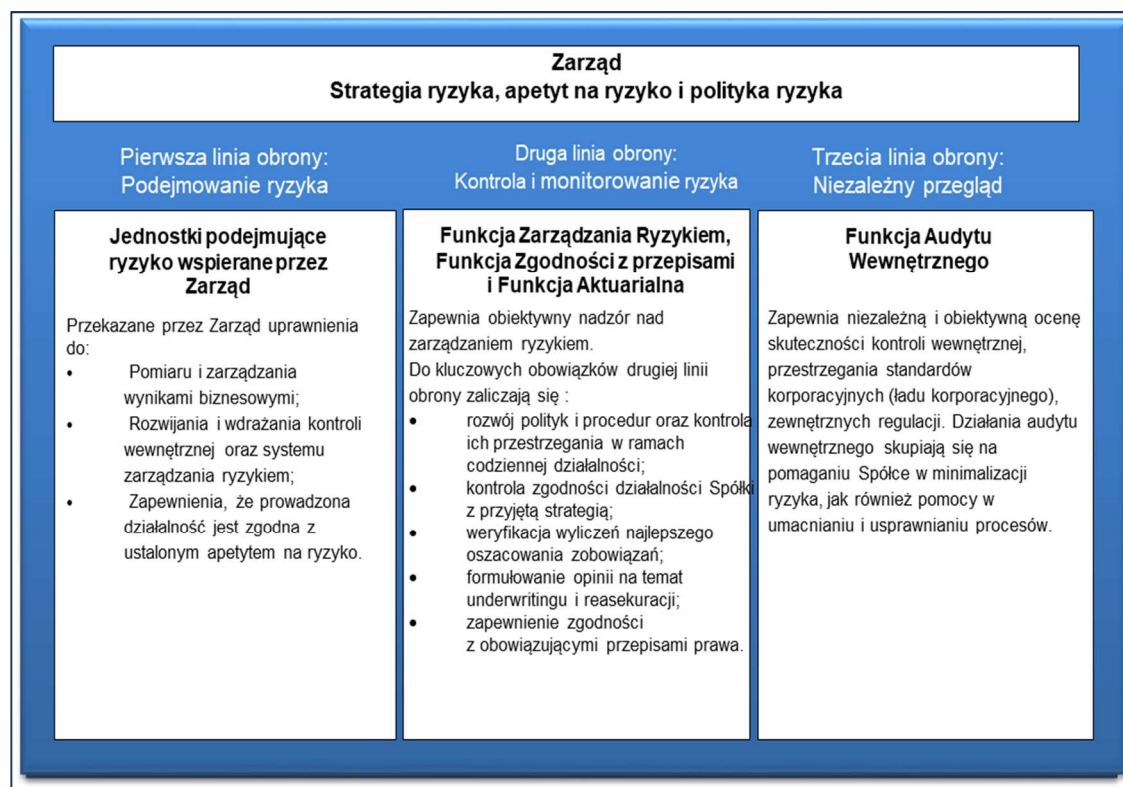 Zarząd
Strategia ryzyka, apetyt na ryzyko i polityka ryzyka
Pierwsza linia obrony:
Podejmowanie ryzyka
Jednostki podejmujące
ryzyko wspierane przez
Zarząd
Przekazane przez Zarząd uprawnienia
do:
• Pomiaru i zarządzania
wynikami biznesowymi;
• Rozwijania i wdrażania kontroli
wewnętrznej oraz systemu
zarządzania ryzykiem;
• Zapewnienia, że prowadzona
działalność jest zgodna z
ustalonym apetytem na ryzyko.
Druga linia obrony:
Kontrola i monitorowanie ryzyka
Funkcja Zarządzania Ryzykiem,
Funkcja Zgodności z przepisami
i Funkcja Aktuarialna
Zapewnia obiektywny nadzór nad
zarządzaniem ryzykiem.
Do kluczowych obowiązków drugiej linii
obrony zaliczają się :
• rozwój polityk i procedur oraz kontrola
ich przestrzegania w ramach
codziennej działalności;
• kontrola zgodności działalności Spółki
z przyjętą strategią;
• weryfikacja wyliczeń najlepszego
oszacowania zobowiązań;
• formułowanie opinii na temat
underwritingu i reasekuracji;
• zapewnienie zgodności
z obowiązującymi przepisami prawa.
Trzecia linia obrony:
Niezależny przegląd
Funkcja Audytu
Wewnętrznego
Zapewnia niezależną i obiektywną ocenę
skuteczności kontroli wewnętrznej,
przestrzegania standardów
korporacyjnych (ładu korporacyjnego),
zewnętrznych regulacji. Działania audytu
wewnętrznego skupiają się na
pomaganiu Spółce w minimalizacji
ryzyka, jak również pomocy w
umacnianiu i usprawnianiu procesów.